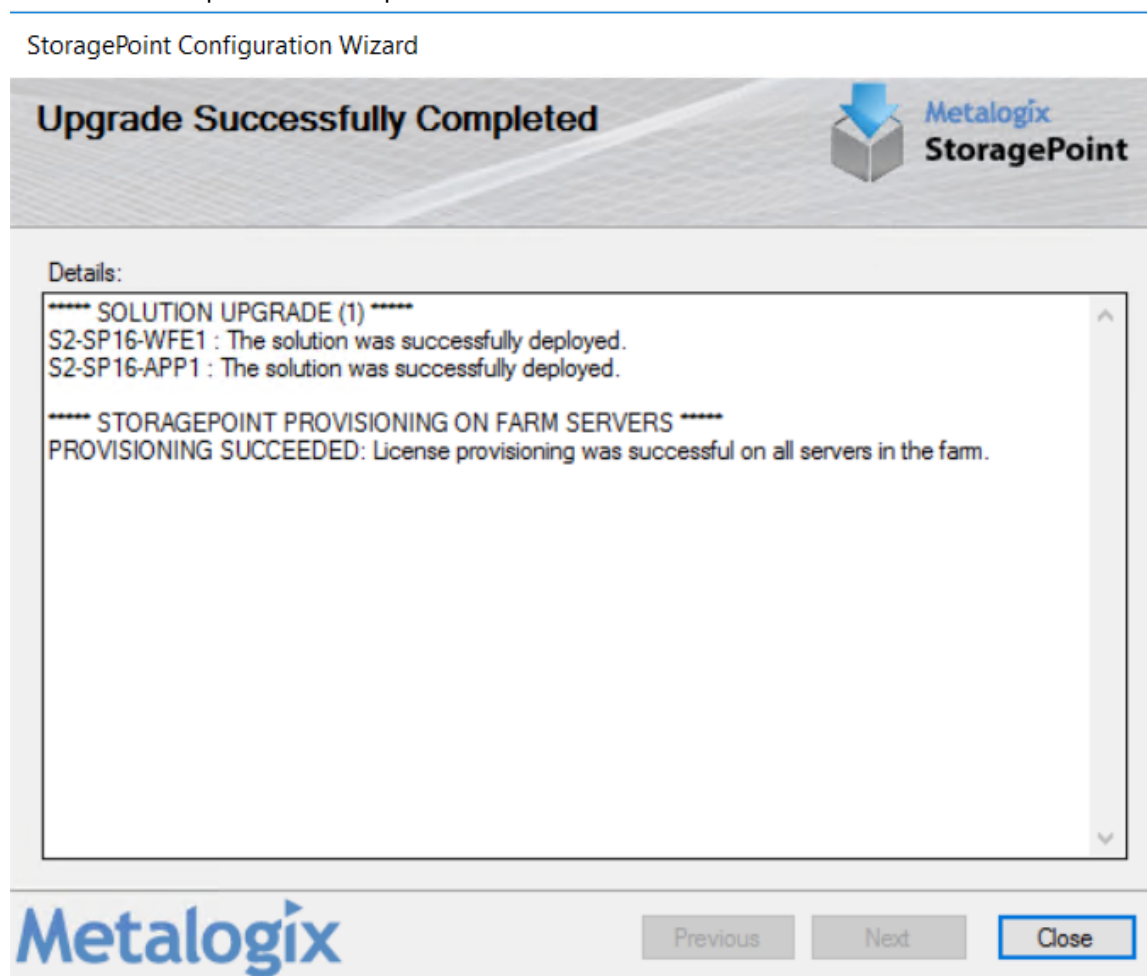 StoragePoint Configuration Wizard
Upgrade Successfully Completed
Metalogix
StoragePoint
Details:
***** SOLUTION UPGRADE (1) *****
S2-SP16-WFE1 : The solution was successfully deployed.
S2-SP16-APP1 : The solution was successfully deployed.
***** STORAGEPOINT PROVISIONING ON FARM SERVERS *****
PROVISIONING SUCCEEDED: License provisioning was successful on all servers in the farm.
Metalogix
Previous
Next
Close